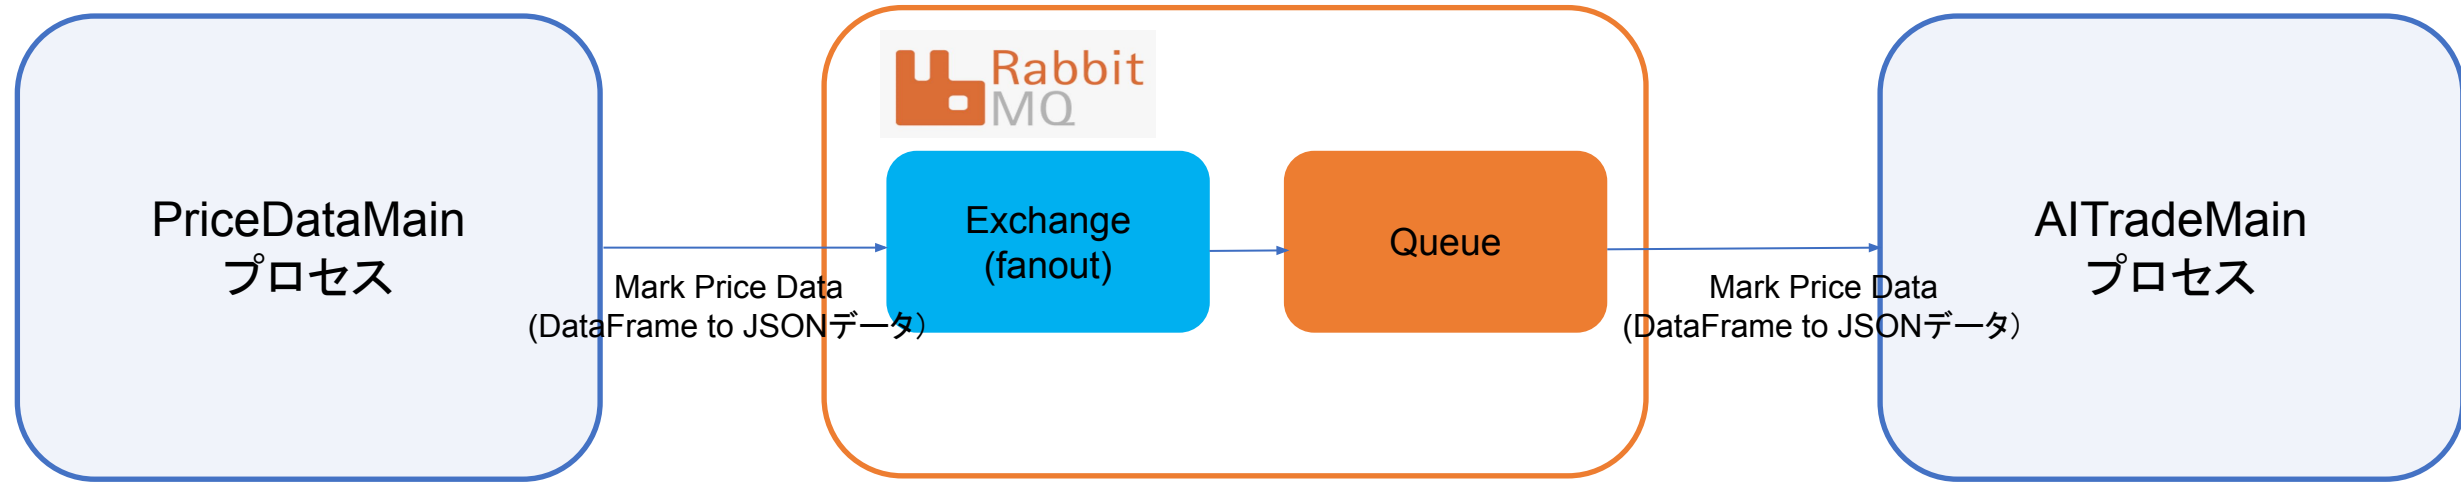 PriceDataMain
プロセス
Mark Price Data
(DataFrame to JSONデータ)
Rabbit
MQ
Exchange
(fanout)
Queue
Mark Price Data
(DataFrame to JSONデータ)
AITradeMain
プロセス